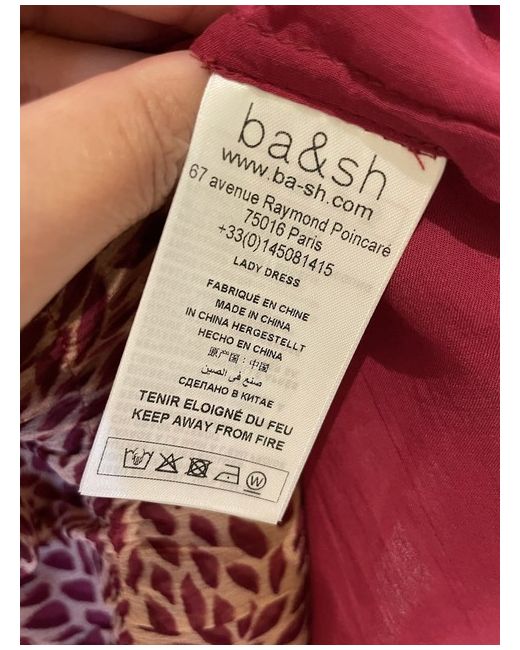 ba&sh
www.ba-sh.com
67 avenue Raymond Poincaré
75016 Paris
+33(0)145081415
LADY DRESS
FABRIQUÉ EN CHINE
MADE IN CHINA
IN CHINA HERGESTELLT
HECHO EN CHINA
原产国：中国
صنع في الصين
СДЕЛАНО В КИТАЕ
TENIR ELOIGNÉ DU FEU
KEEP AWAY FROM FIRE
W